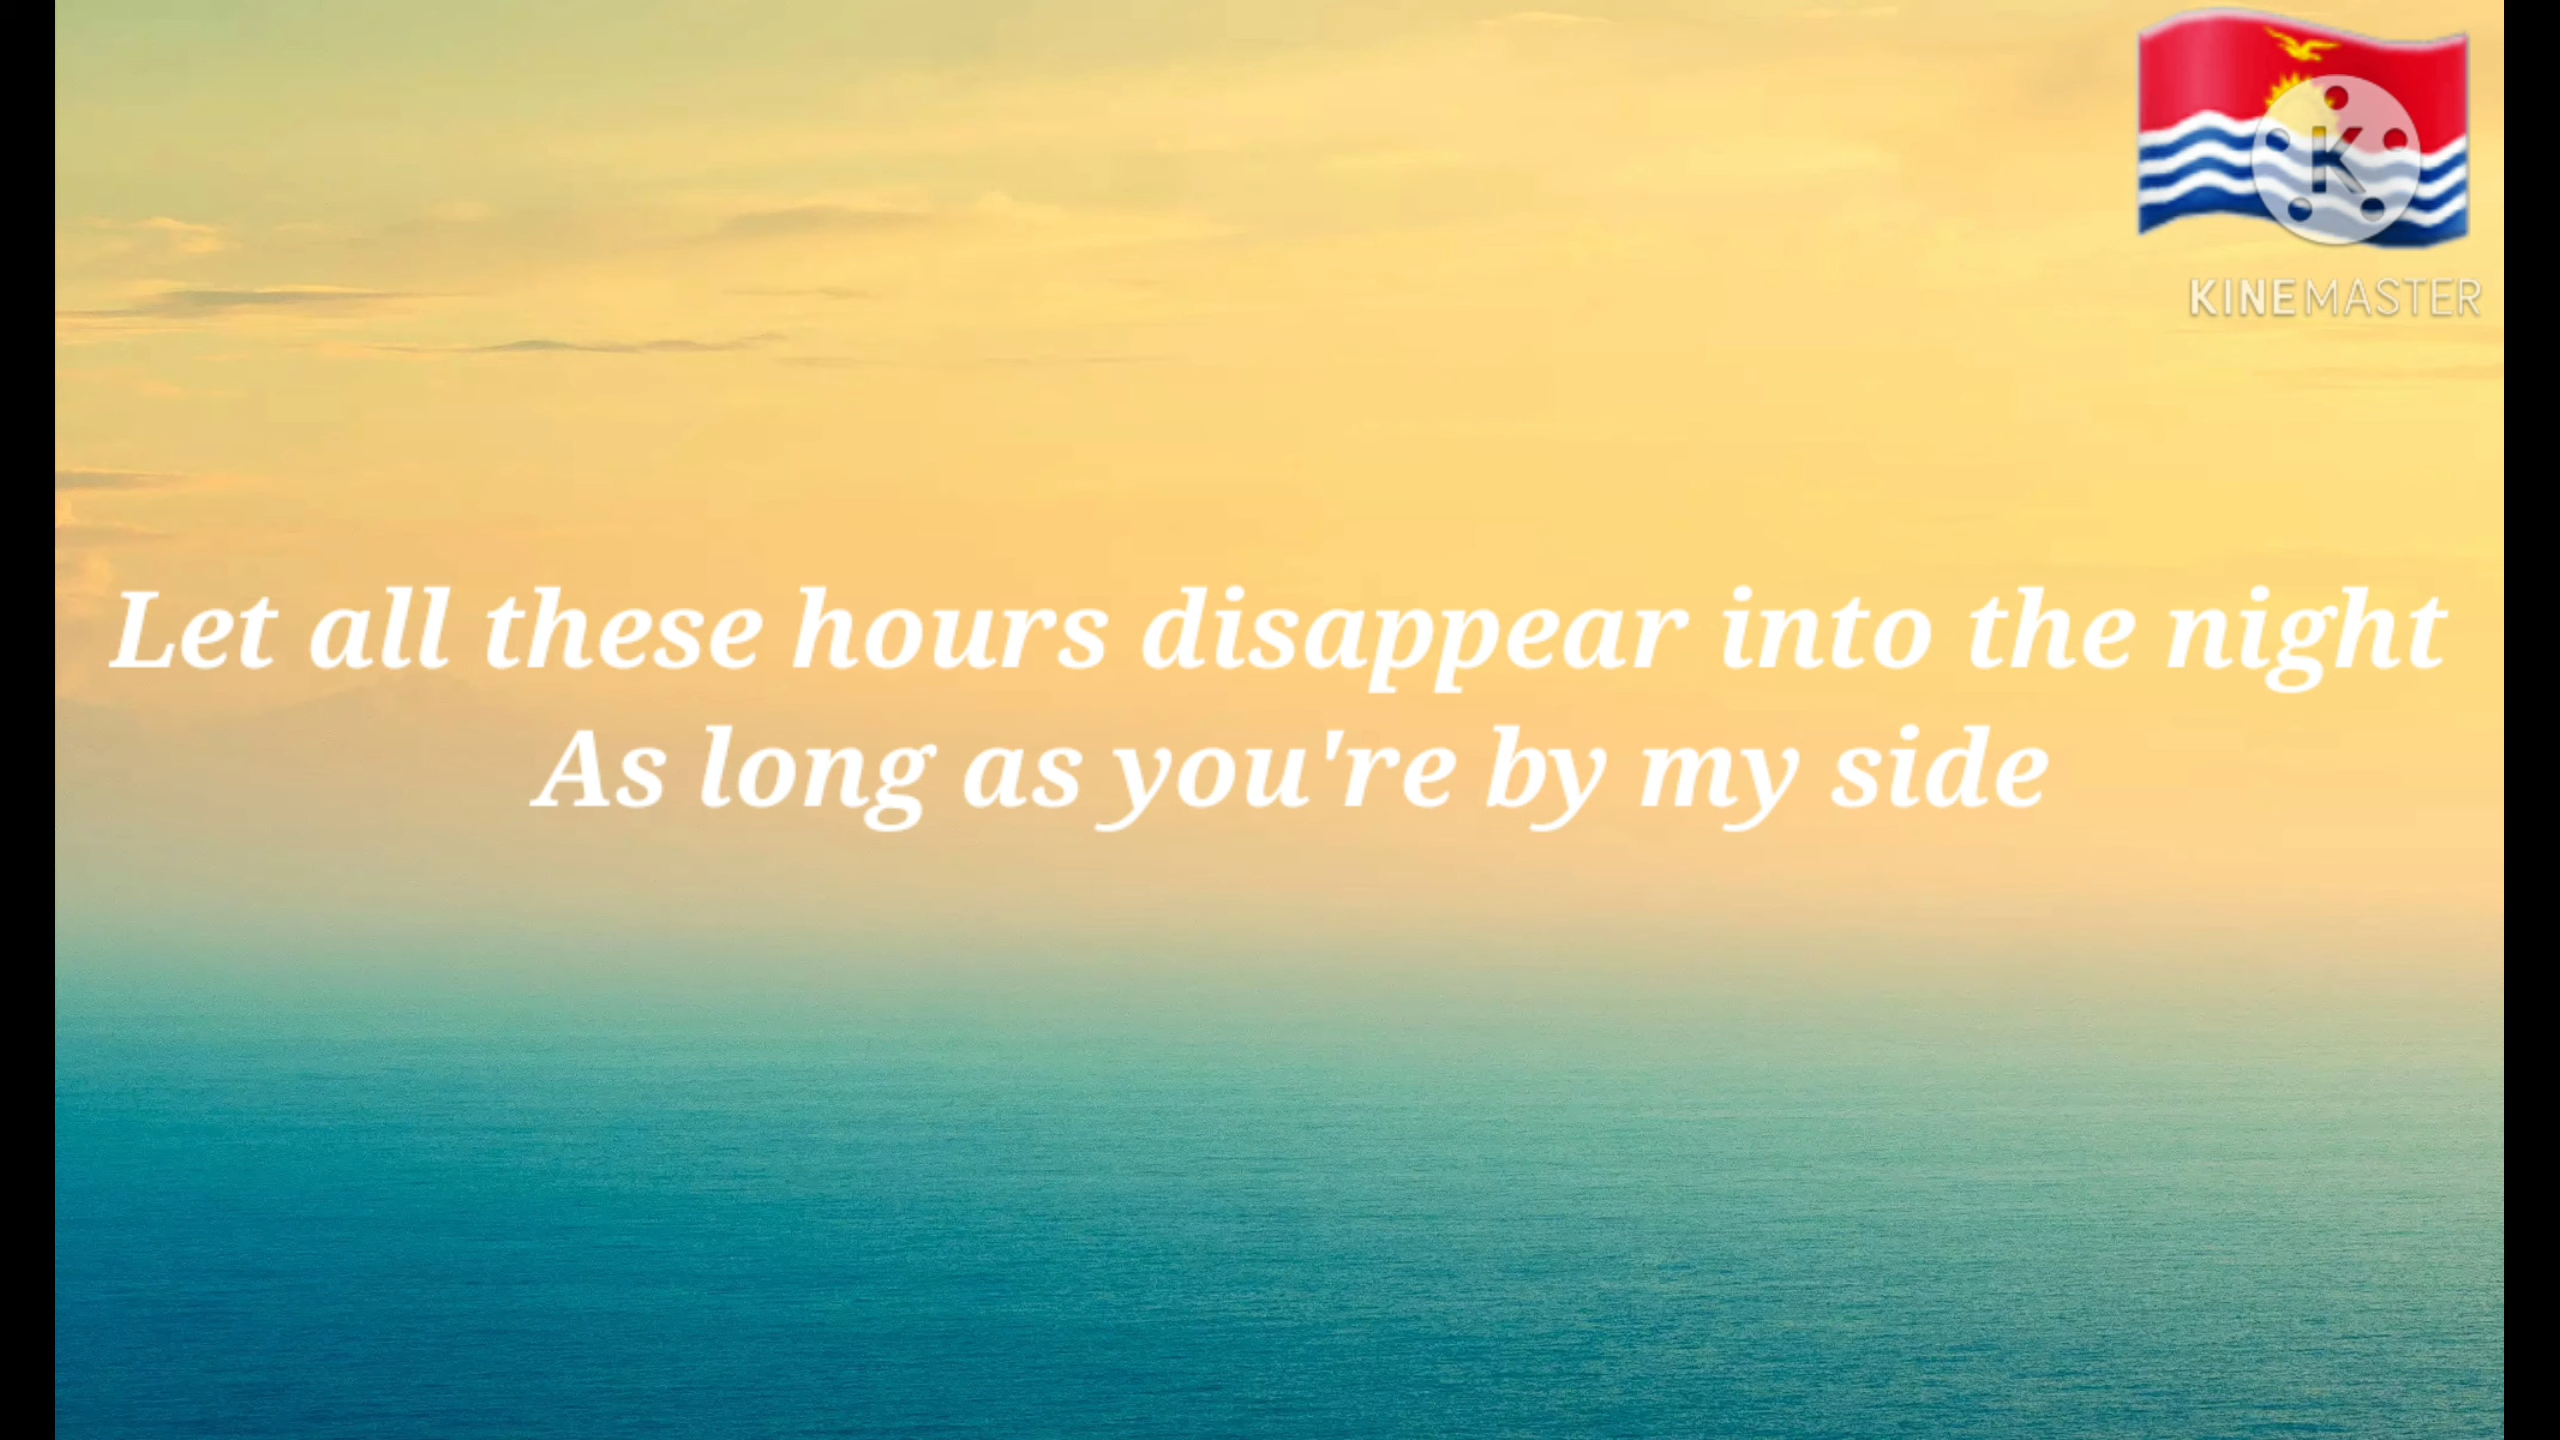 K
KINEMASTER
Let all these hours disappear into the night
As long as you're by my side